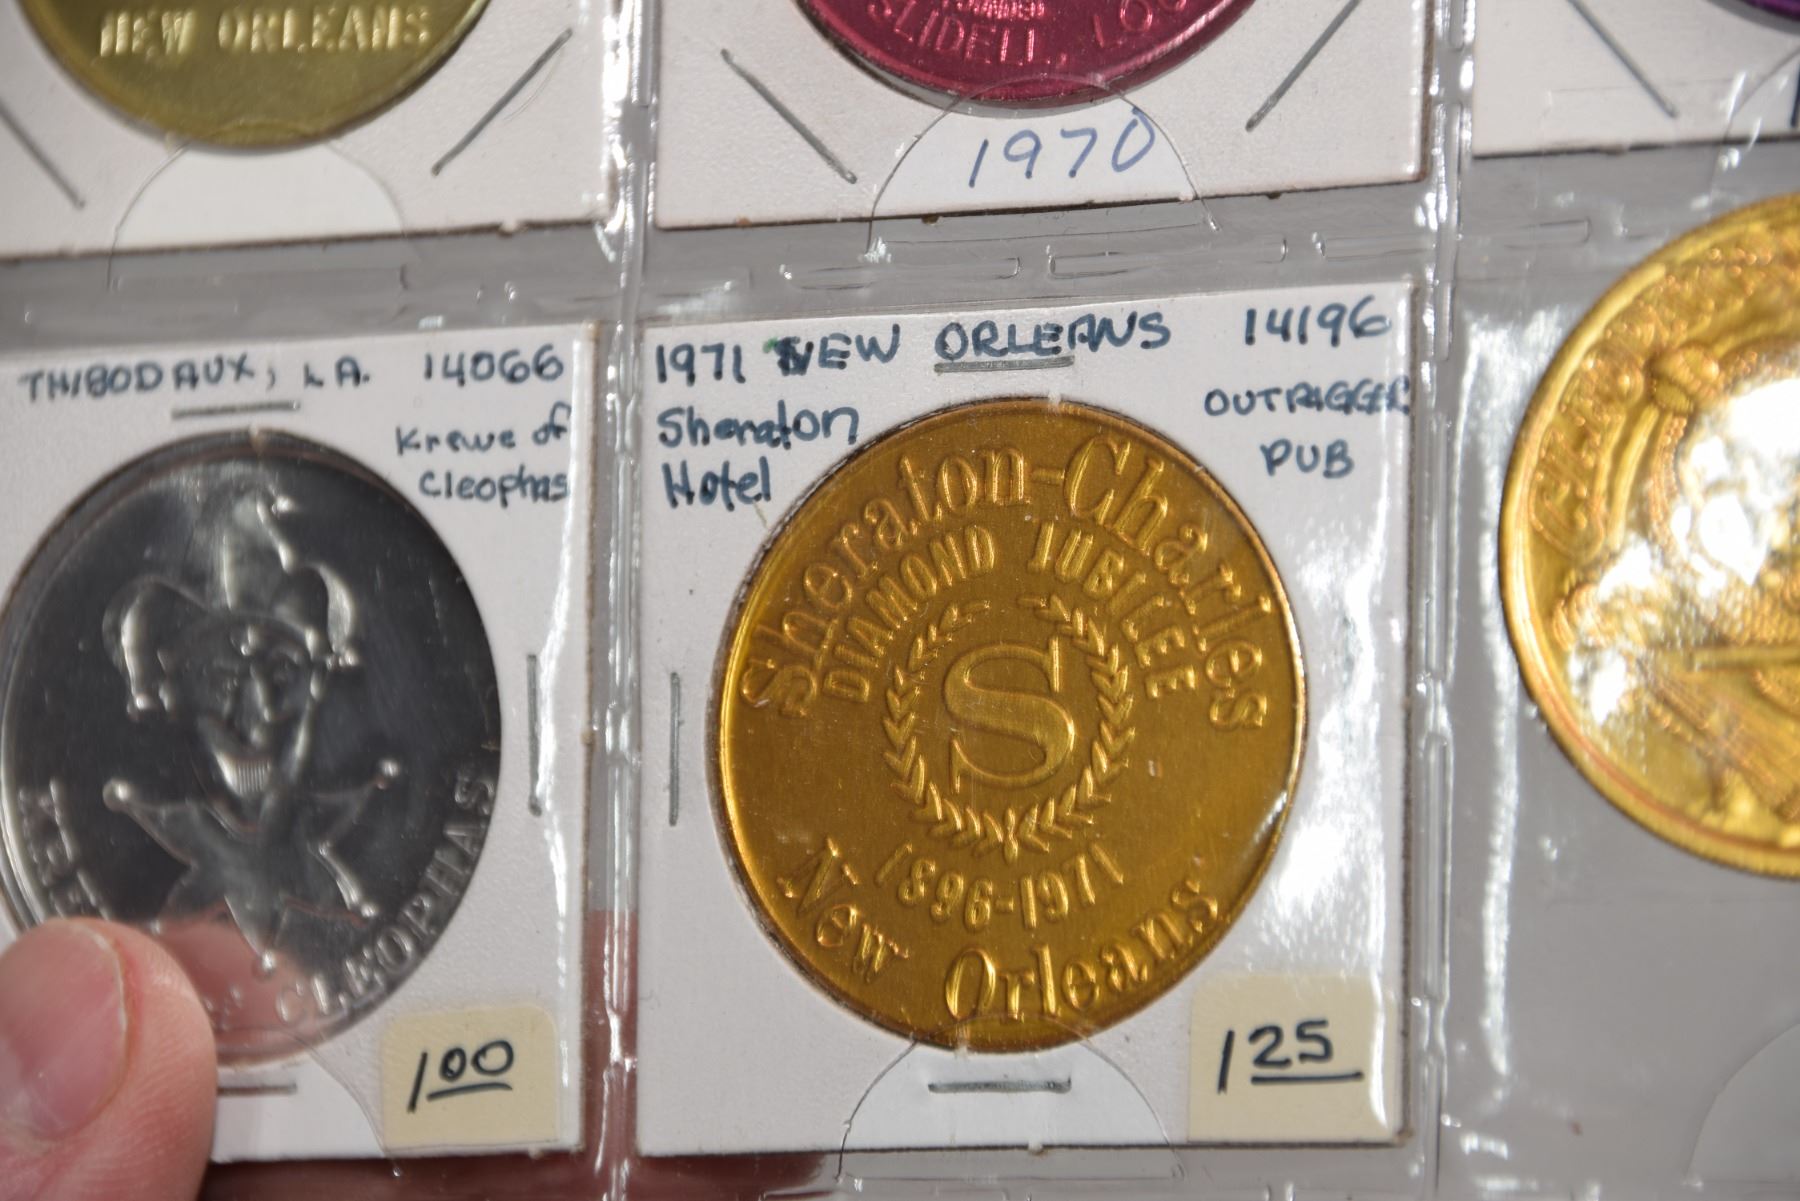 NEW ORLEANS
SLIDELL, LOU
1970
THIBODAUX, LA. 14066
Krewe of
Cleophas
CLEOPHAS
1 00
1971 NEW ORLEANS 14196
Sheraton
Hotel
OUTRIGGER
PUB
Sheraton-Charles
DIAMOND JUBILEE
S
1896-1971
New Orleans
1 25